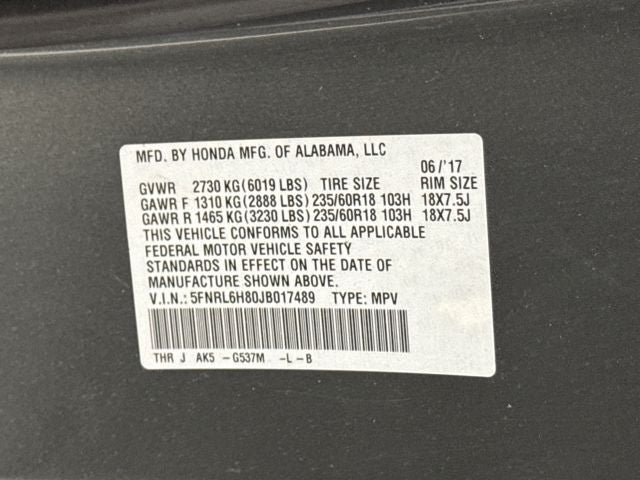 MFD. BY HONDA MFG. OF ALABAMA, LLC 06/'17
GVWR 2730 KG(6019 LBS) TIRE SIZE RIM SIZE
GAWR F 1310 KG(2888 LBS) 235/60R18 103H 18X7.5J
GAWR R 1465 KG(3230 LBS) 235/60R18 103H 18X7.5J
THIS VEHICLE CONFORMS TO ALL APPLICABLE
FEDERAL MOTOR VEHICLE SAFETY
STANDARDS IN EFFECT ON THE DATE OF
MANUFACTURE SHOWN ABOVE.
V.I.N.: 5FNRL6H80JB017489 TYPE: MPV
THR J AK5 -G537M -L-B